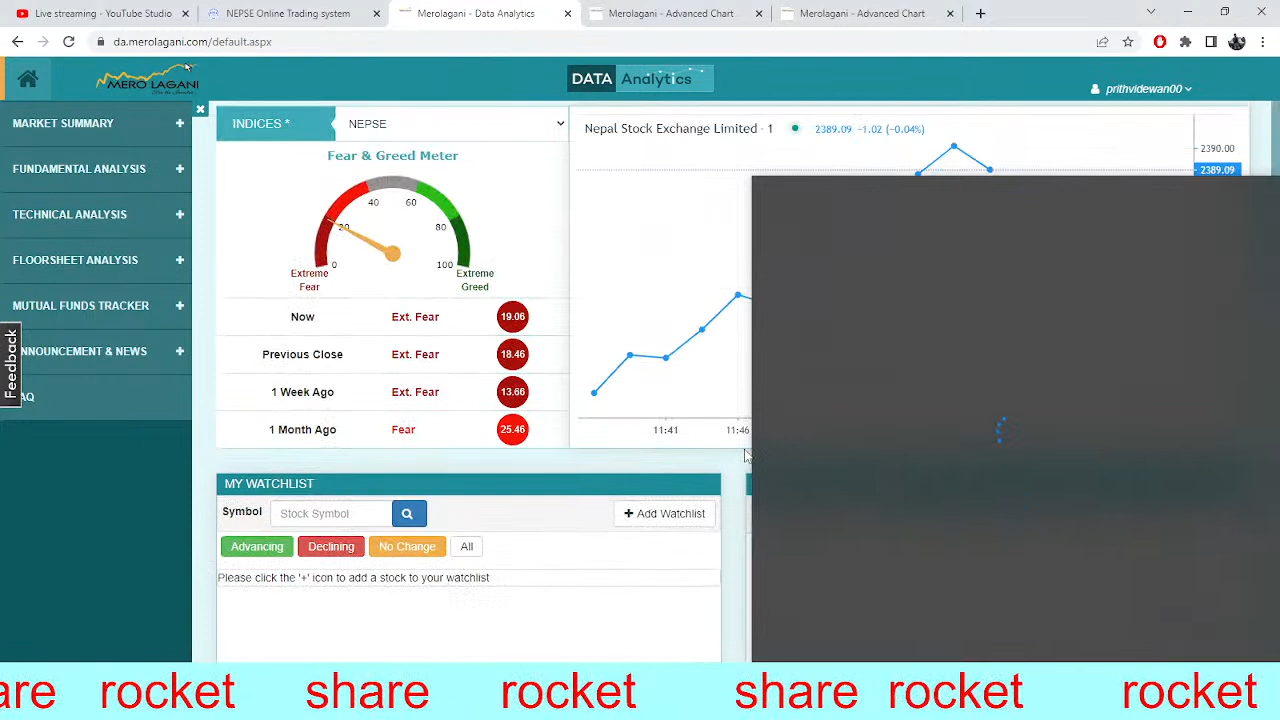 Live streaming - YouTube Studio
NEPSE Online Trading system
Merolagani - Data Analytics
Merolagani - Advanced Chart
Merolagani - Advanced Chart
da.merolagani.com/default.aspx
MERO LAGANI
DATA Analytics
prithvidewan00
MARKET SUMMARY +
FUNDAMENTAL ANALYSIS +
TECHNICAL ANALYSIS +
FLOORSHEET ANALYSIS +
MUTUAL FUNDS TRACKER +
NNOUNCEMENT & NEWS +
AQ
Feedback
INDICES * NEPSE
Fear & Greed Meter
0 20 40 60 80 100
Extreme Fear
Extreme Greed
Now Ext. Fear 19.06
Previous Close Ext. Fear 18.46
1 Week Ago Ext. Fear 13.66
1 Month Ago Fear 25.46
Nepal Stock Exchange Limited · 1 2389.09 −1.02 (−0.04%)
2390.00
2389.09
11:41 11:46
MY WATCHLIST
Symbol Stock Symbol + Add Watchlist
Advancing Declining No Change All
Please click the '+' icon to add a stock to your watchlist
are rocket share rocket share rocket rocket